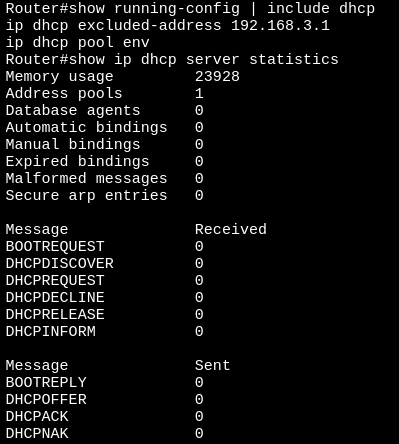 Router#show running-config | include dhcp
ip dhcp excluded-address 192.168.3.1
ip dhcp pool env
Router#show ip dhcp server statistics
Memory usage         23928
Address pools        1
Database agents      0
Automatic bindings   0
Manual bindings      0
Expired bindings     0
Malformed messages   0
Secure arp entries   0

Message              Received
BOOTREQUEST          0
DHCPDISCOVER         0
DHCPREQUEST          0
DHCPDECLINE          0
DHCPRELEASE          0
DHCPINFORM           0

Message              Sent
BOOTREPLY            0
DHCPOFFER            0
DHCPACK              0
DHCPNAK              0